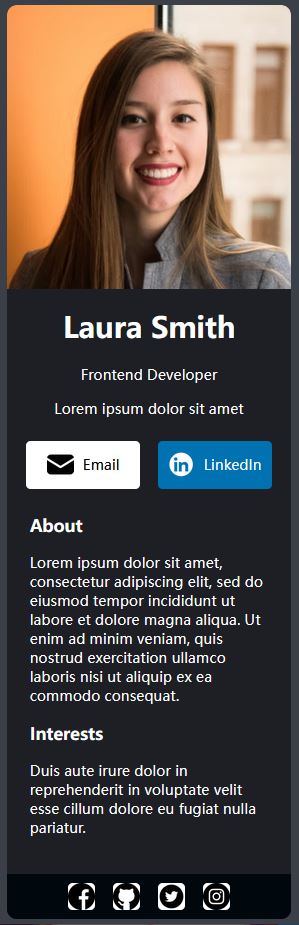 Laura Smith
Frontend Developer
Lorem ipsum dolor sit amet
Email
LinkedIn
About
Lorem ipsum dolor sit amet,
consectetur adipiscing elit, sed do
eiusmod tempor incididunt ut
labore et dolore magna aliqua. Ut
enim ad minim veniam, quis
nostrud exercitation ullamco
laboris nisi ut aliquip ex ea
commodo consequat.
Interests
Duis aute irure dolor in
reprehenderit in voluptate velit
esse cillum dolore eu fugiat nulla
pariatur.